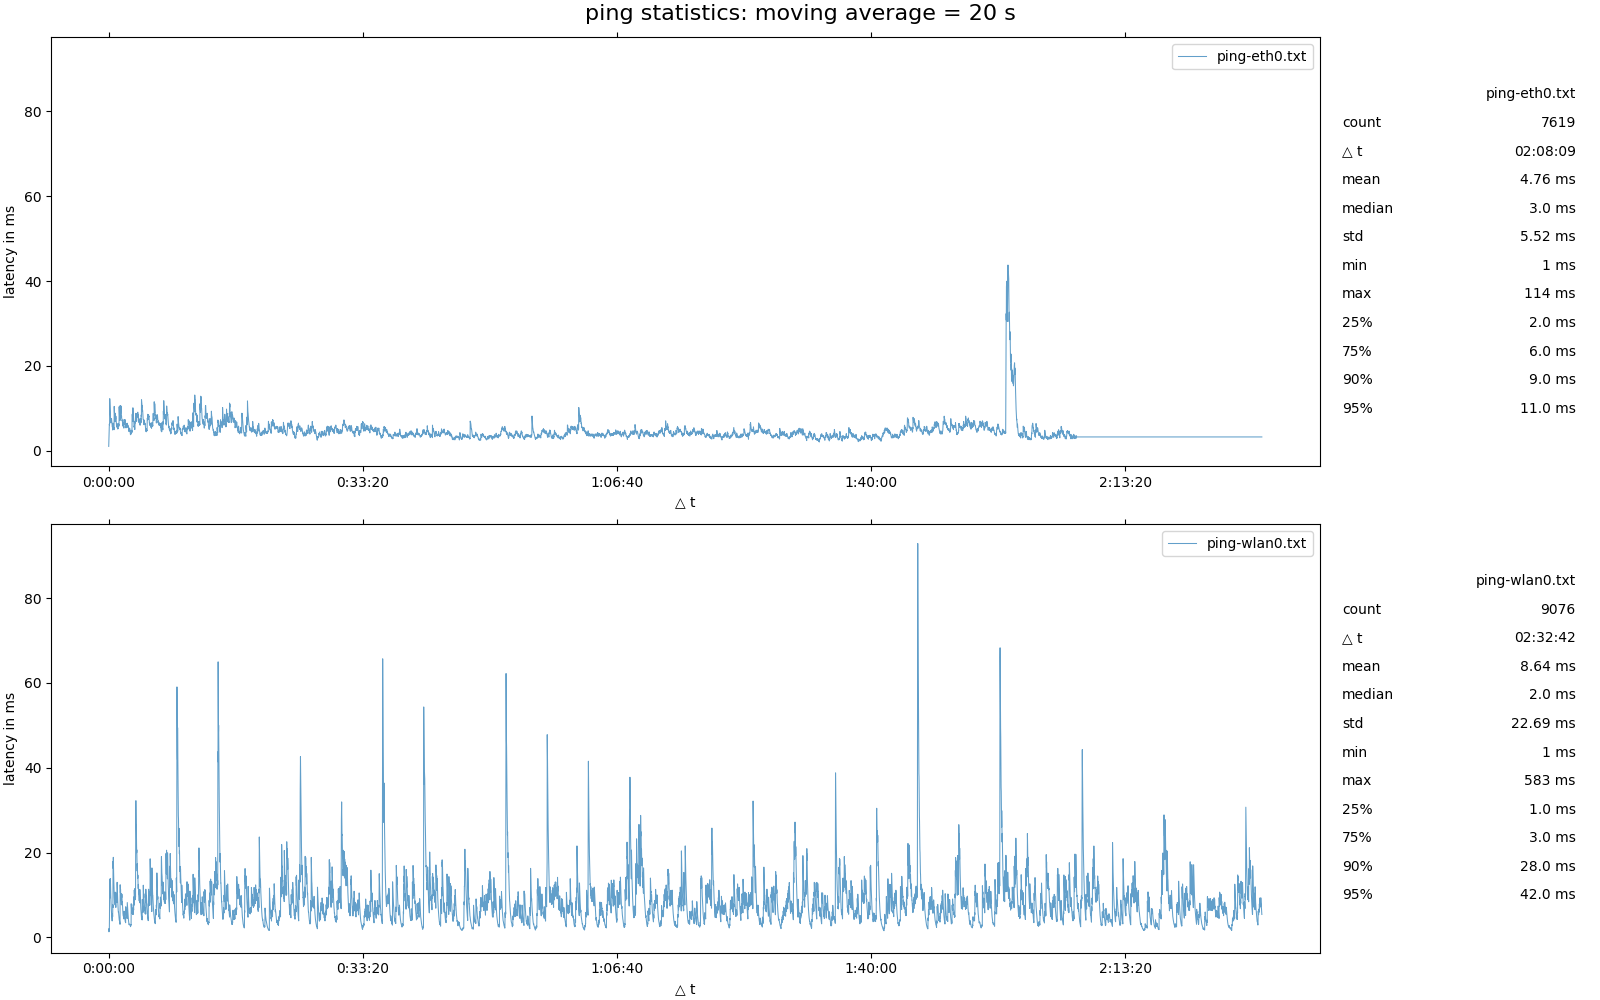 ping statistics: moving average = 20 s
ping-eth0.txt
latency in ms
80
60
40
20
0
0:00:00 0:33:20 1:06:40 1:40:00 2:13:20
△ t
ping-eth0.txt
count 7619
△ t 02:08:09
mean 4.76 ms
median 3.0 ms
std 5.52 ms
min 1 ms
max 114 ms
25% 2.0 ms
75% 6.0 ms
90% 9.0 ms
95% 11.0 ms
ping-wlan0.txt
latency in ms
80
60
40
20
0
0:00:00 0:33:20 1:06:40 1:40:00 2:13:20
△ t
ping-wlan0.txt
count 9076
△ t 02:32:42
mean 8.64 ms
median 2.0 ms
std 22.69 ms
min 1 ms
max 583 ms
25% 1.0 ms
75% 3.0 ms
90% 28.0 ms
95% 42.0 ms